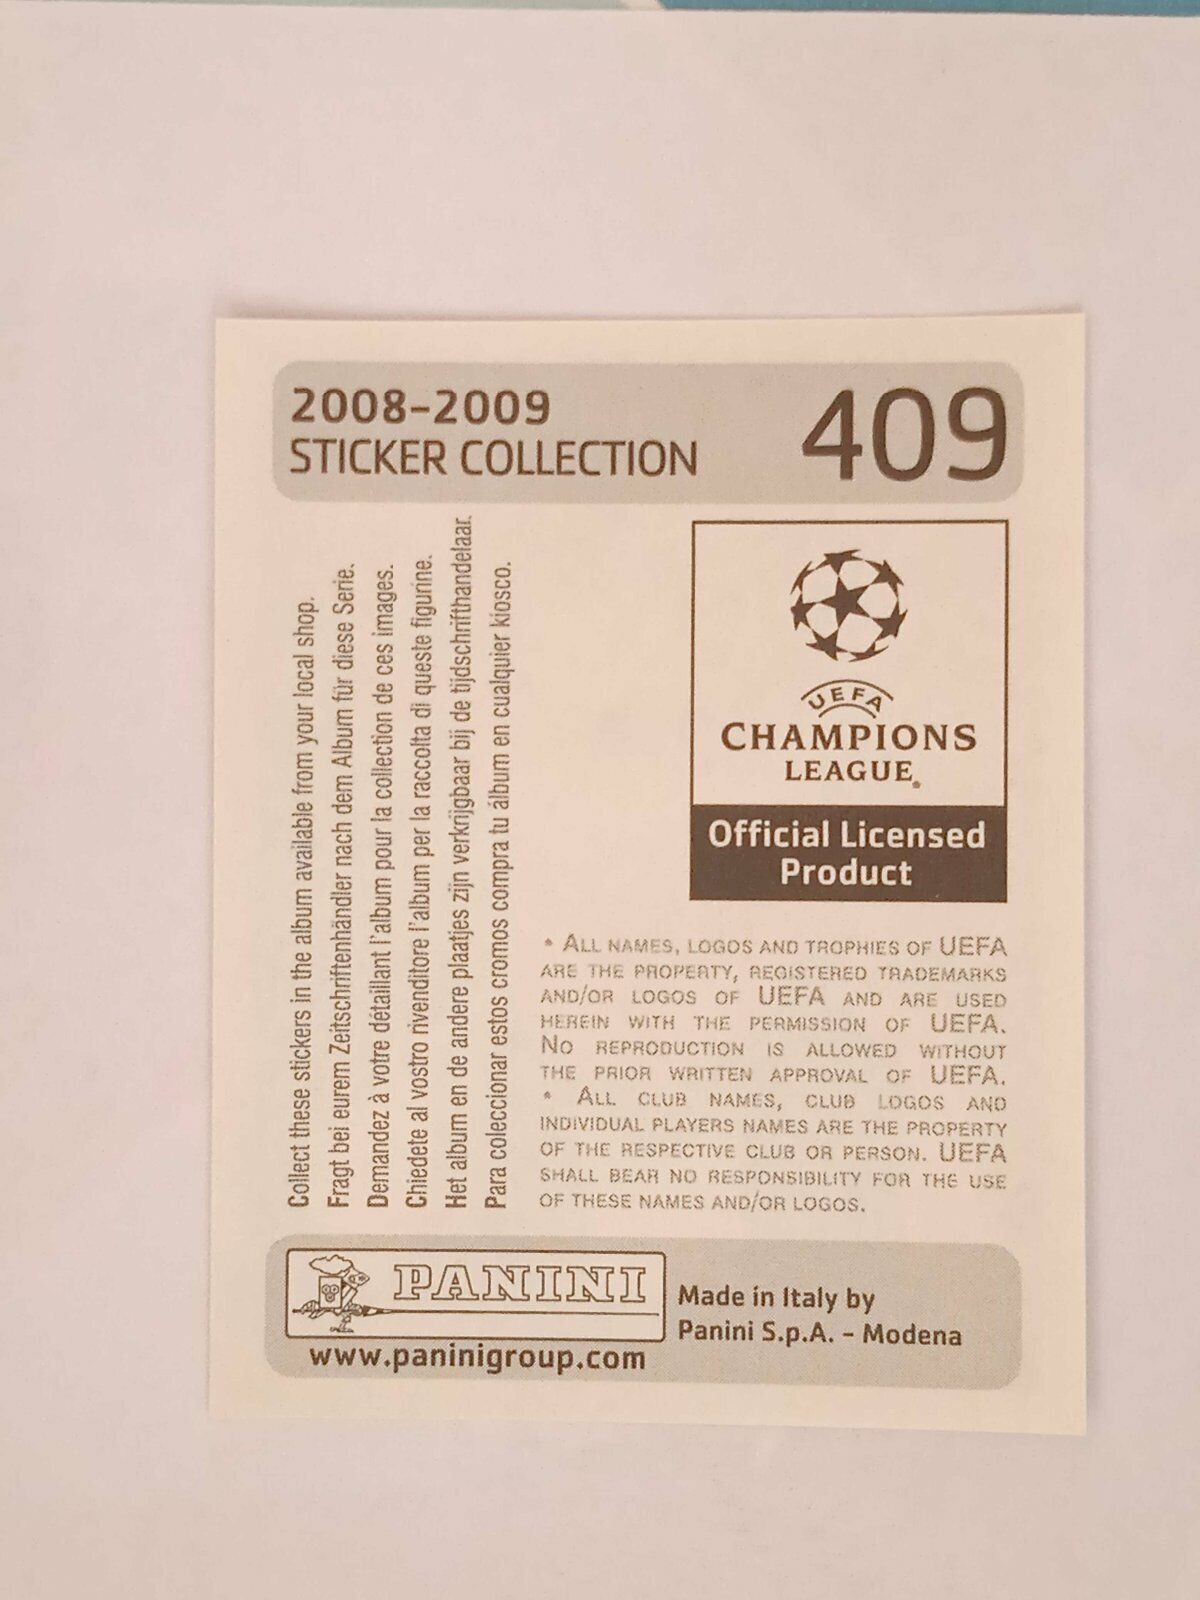 2008-2009
STICKER COLLECTION
409
Collect these stickers in the album available from your local shop.
Fragt bei eurem Zeitschriftenhändler nach dem Album für diese Serie.
Demandez à votre détaillant l'album pour la collection de ces images.
Chiedete al vostro rivenditore l'album per la raccolta di queste figurine.
Het album en de andere plaatjes zijn verkrijgbaar bij de tijdschrifthandelaar.
Para coleccionar estos cromos compra tu álbum en cualquier kiosco.
UEFA
CHAMPIONS
LEAGUE®
Official Licensed
Product
* ALL NAMES, LOGOS AND TROPHIES OF UEFA
ARE THE PROPERTY, REGISTERED TRADEMARKS
AND/OR LOGOS OF UEFA AND ARE USED
HEREIN WITH THE PERMISSION OF UEFA.
NO REPRODUCTION IS ALLOWED WITHOUT
THE PRIOR WRITTEN APPROVAL OF UEFA.
* ALL CLUB NAMES, CLUB LOGOS AND
INDIVIDUAL PLAYERS NAMES ARE THE PROPERTY
OF THE RESPECTIVE CLUB OR PERSON. UEFA
SHALL BEAR NO RESPONSIBILITY FOR THE USE
OF THESE NAMES AND/OR LOGOS.
PANINI
www.paninigroup.com
Made in Italy by
Panini S.p.A. - Modena